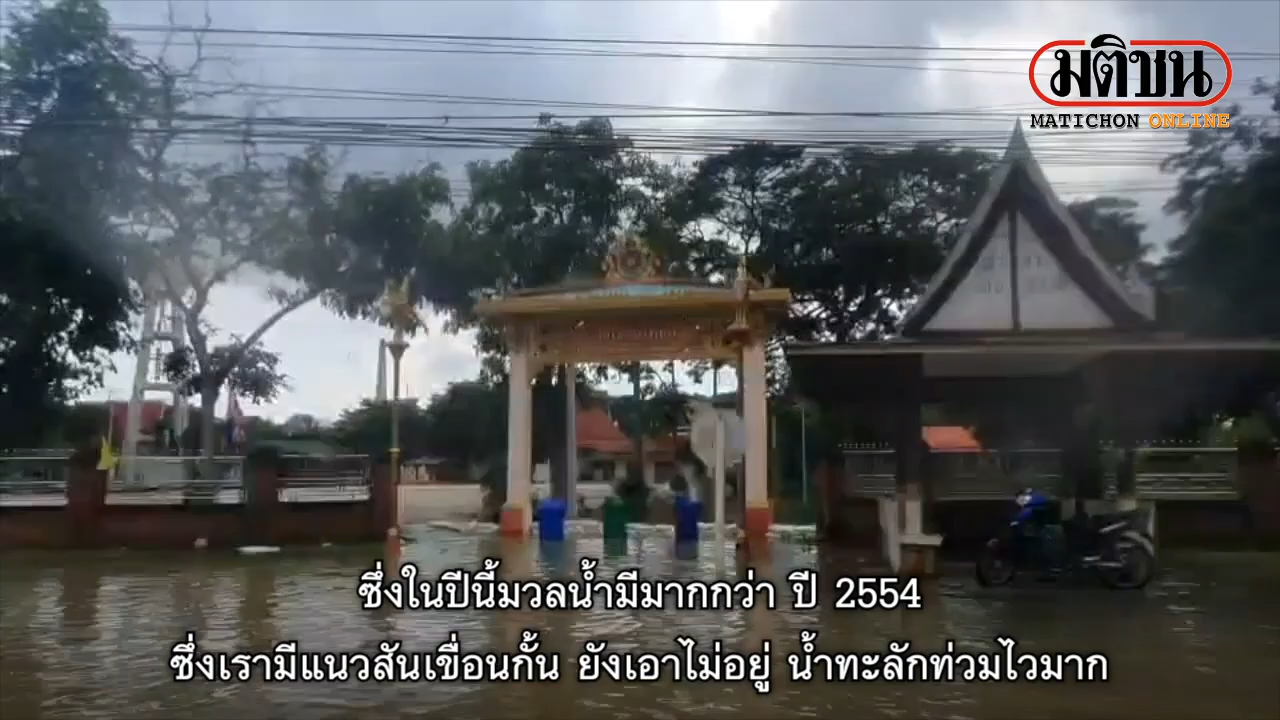 มติชน
MATICHON ONLINE
ซึ่งในปีนี้มวลน้ำมีมากกว่า ปี 2554
ซึ่งเรามีแนวสันเขื่อนกั้น ยังเอาไม่อยู่ น้ำทะลักท่วมไวมาก